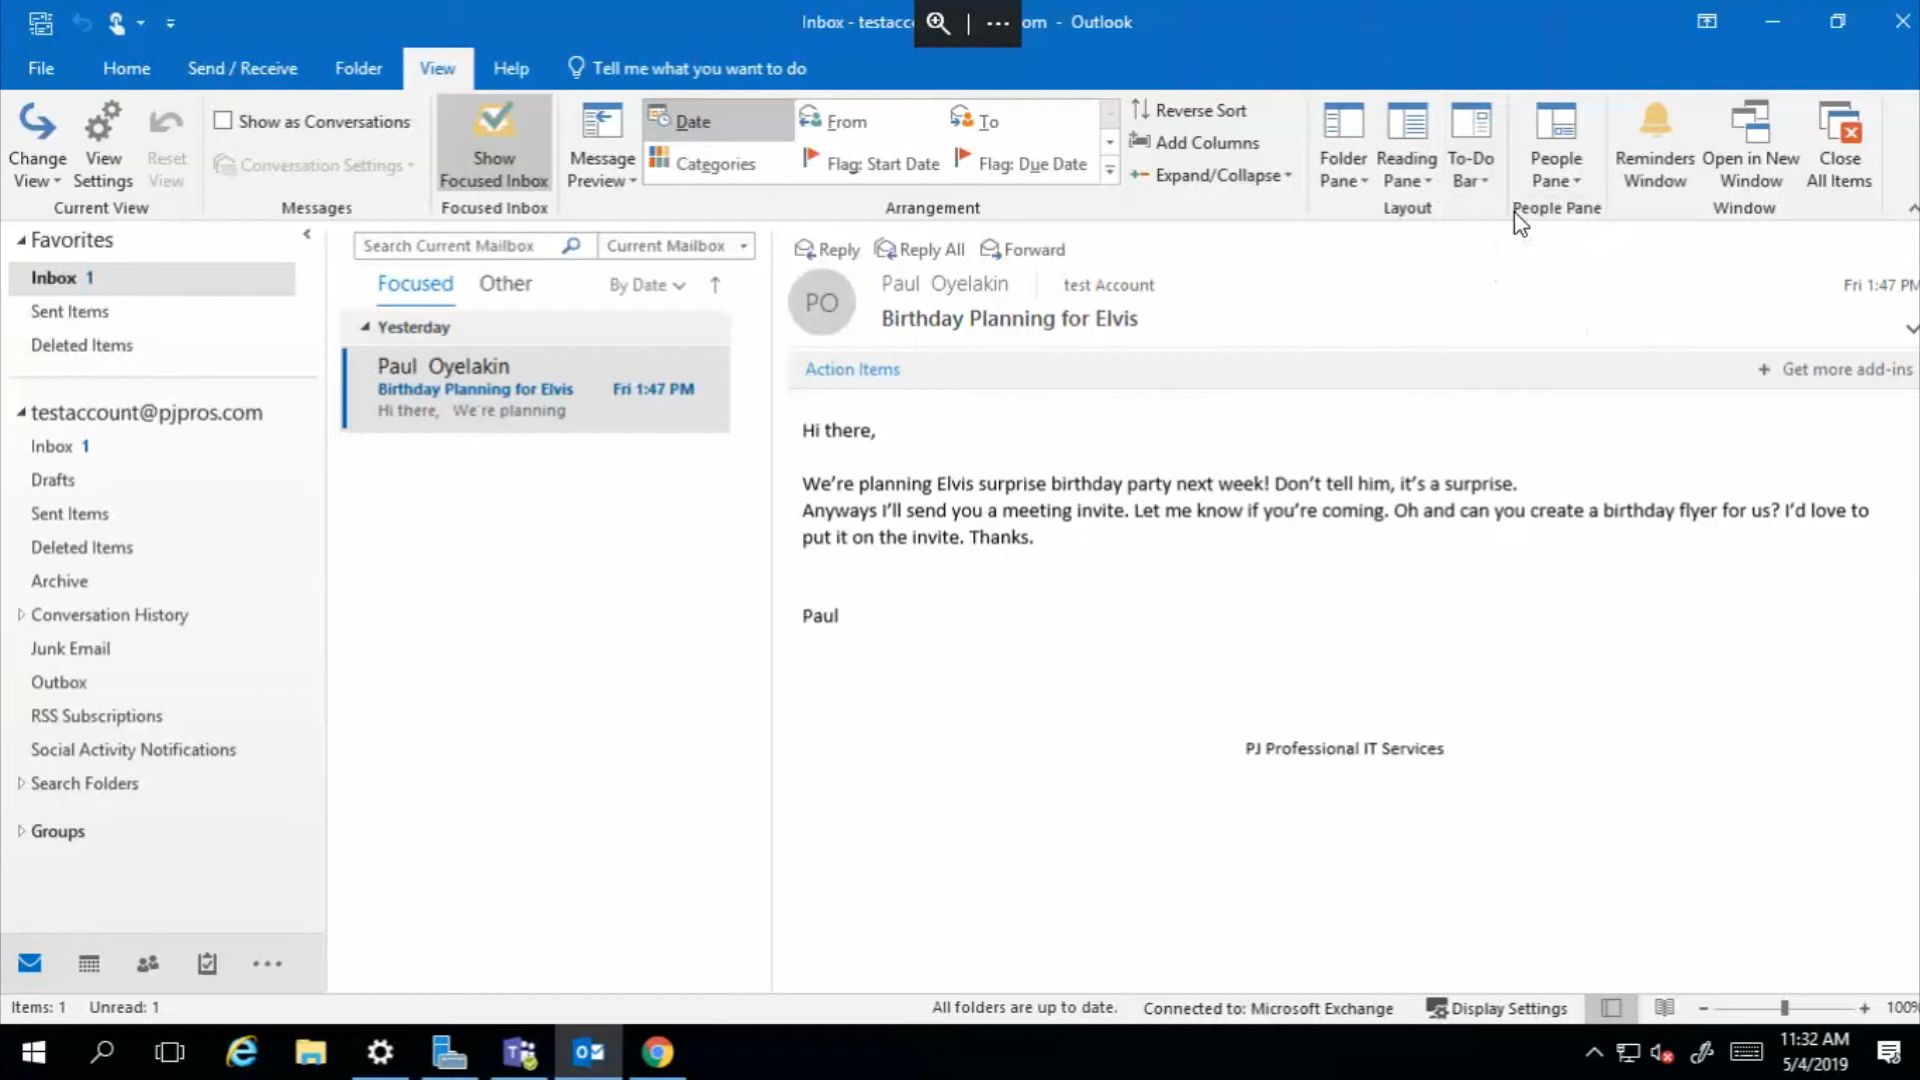 Inbox - testacc
om - Outlook
File Home Send / Receive Folder View Help Tell me what you want to do
Change View
View Settings
Reset View
Current View
Show as Conversations
Conversation Settings
Messages
Show Focused Inbox
Focused Inbox
Message Preview
Date From To
Categories Flag: Start Date Flag: Due Date
Arrangement
Reverse Sort
Add Columns
Expand/Collapse
Folder Pane
Reading Pane
To-Do Bar
Layout
People Pane
People Pane
Reminders Window
Open in New Window
Close All Items
Window
Favorites
Inbox 1
Sent Items
Deleted Items
testaccount@pjpros.com
Inbox 1
Drafts
Sent Items
Deleted Items
Archive
Conversation History
Junk Email
Outbox
RSS Subscriptions
Social Activity Notifications
Search Folders
Groups
Search Current Mailbox Current Mailbox
Focused Other By Date
Yesterday
Paul Oyelakin
Birthday Planning for Elvis Fri 1:47 PM
Hi there, We're planning
Reply Reply All Forward
PO
Paul Oyelakin test Account Fri 1:47 PM
Birthday Planning for Elvis
Action Items + Get more add-ins
Hi there,
We're planning Elvis surprise birthday party next week! Don't tell him, it's a surprise.
Anyways I'll send you a meeting invite. Let me know if you're coming. Oh and can you create a birthday flyer for us? I'd love to
put it on the invite. Thanks.
Paul
PJ Professional IT Services
Items: 1 Unread: 1 All folders are up to date. Connected to: Microsoft Exchange Display Settings 100%
11:32 AM
5/4/2019